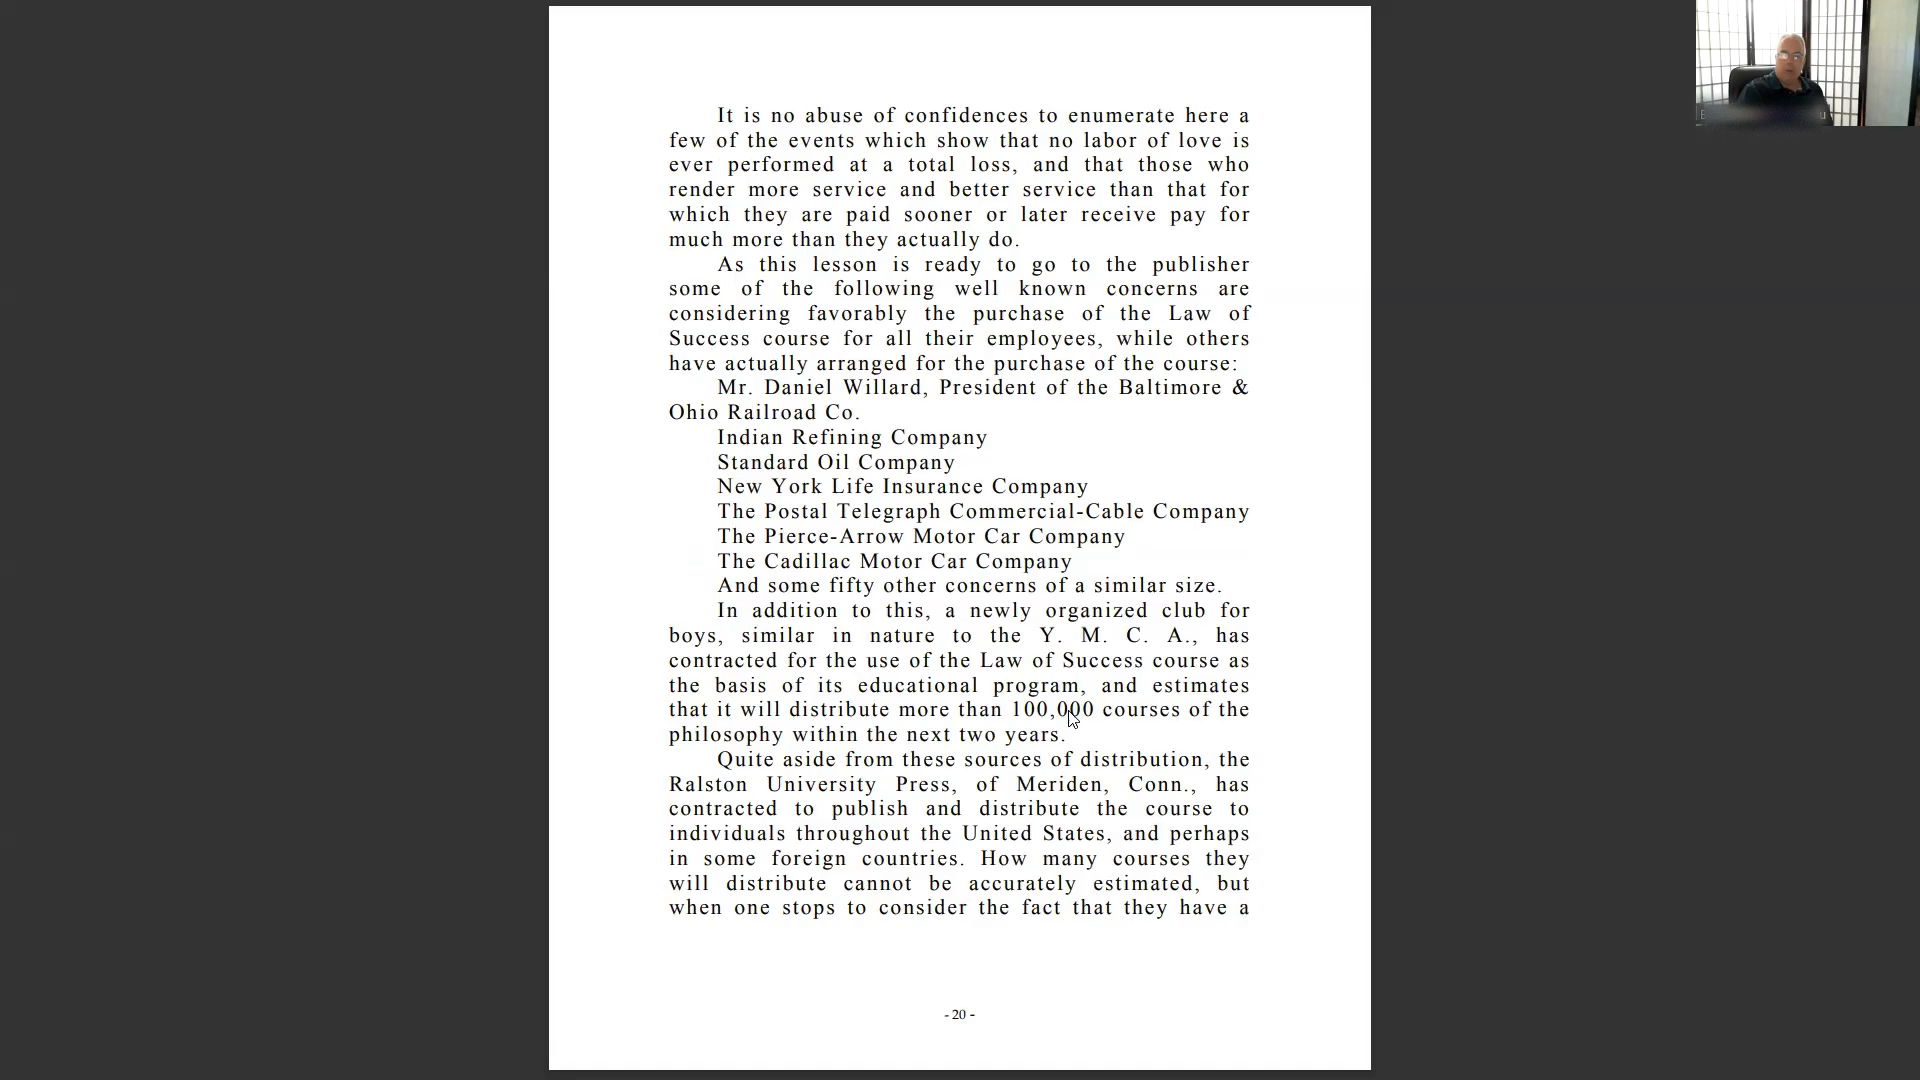 It is no abuse of confidences to enumerate here a
few of the events which show that no labor of love is
ever performed at a total loss, and that those who
render more service and better service than that for
which they are paid sooner or later receive pay for
much more than they actually do.
As this lesson is ready to go to the publisher
some of the following well known concerns are
considering favorably the purchase of the Law of
Success course for all their employees, while others
have actually arranged for the purchase of the course:
Mr. Daniel Willard, President of the Baltimore &
Ohio Railroad Co.
Indian Refining Company
Standard Oil Company
New York Life Insurance Company
The Postal Telegraph Commercial-Cable Company
The Pierce-Arrow Motor Car Company
The Cadillac Motor Car Company
And some fifty other concerns of a similar size.
In addition to this, a newly organized club for
boys, similar in nature to the Y. M. C. A., has
contracted for the use of the Law of Success course as
the basis of its educational program, and estimates
that it will distribute more than 100,000 courses of the
philosophy within the next two years.
Quite aside from these sources of distribution, the
Ralston University Press, of Meriden, Conn., has
contracted to publish and distribute the course to
individuals throughout the United States, and perhaps
in some foreign countries. How many courses they
will distribute cannot be accurately estimated, but
when one stops to consider the fact that they have a
- 20 -